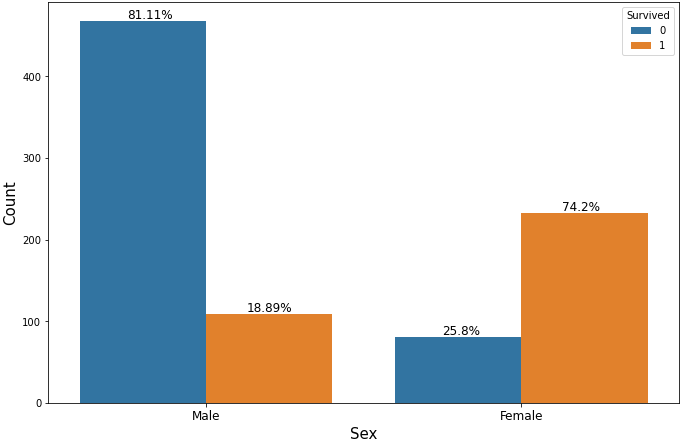 81.11%
Survived
0
1
400
300
200
100
0
Count
18.89%
25.8%
74.2%
Male
Female
Sex